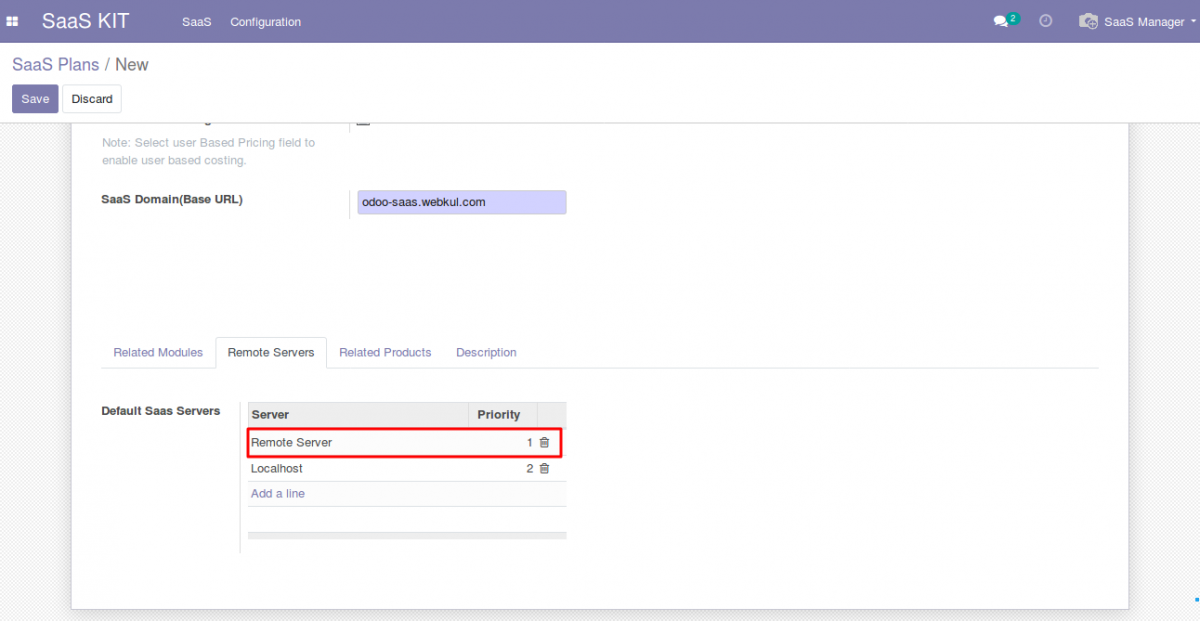 SaaS KIT SaaS Configuration 2 SaaS Manager
SaaS Plans / New
Save Discard
Note: Select user Based Pricing field to
enable user based costing.
SaaS Domain(Base URL) odoo-saas.webkul.com
Related Modules Remote Servers Related Products Description
Default Saas Servers Server Priority
Remote Server 1
Localhost 2
Add a line